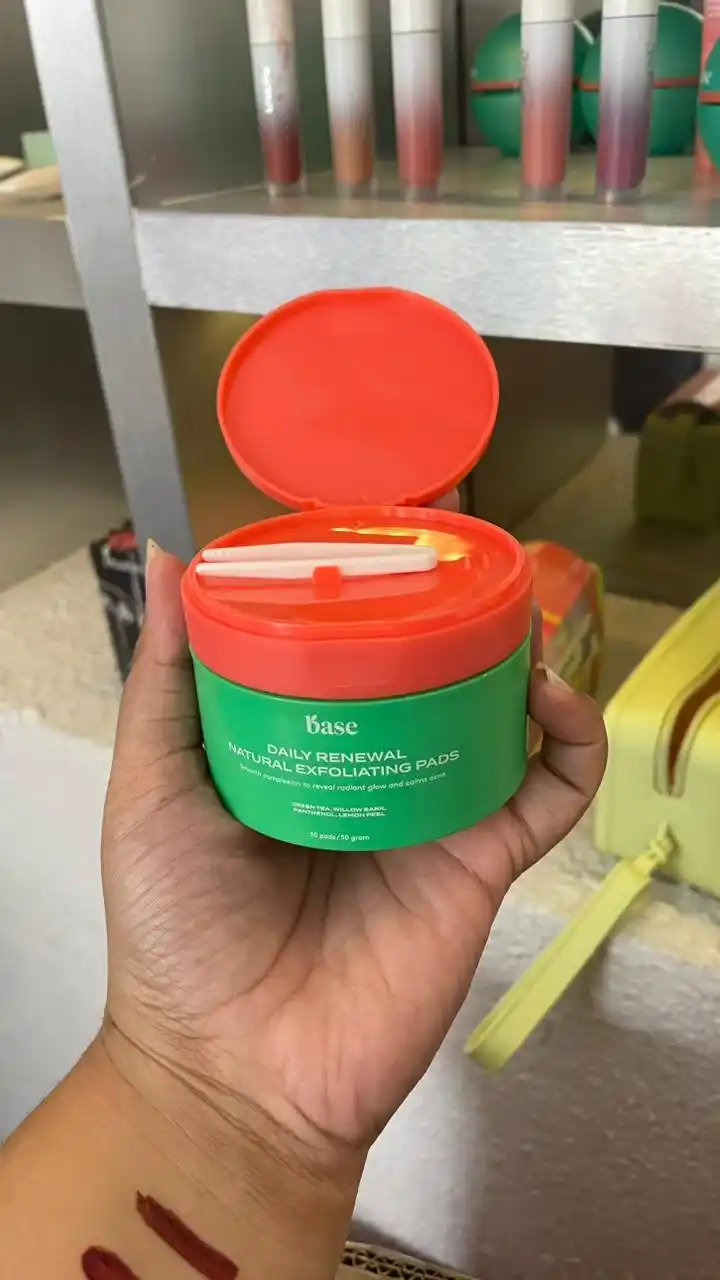 base
DAILY RENEWAL
NATURAL EXFOLIATING PADS
Smooth complexion to reveal radiant glow and calms acne
GREEN TEA, WILLOW BARK,
PANTHENOL, LEMON PEEL
50 pads / 50 gram